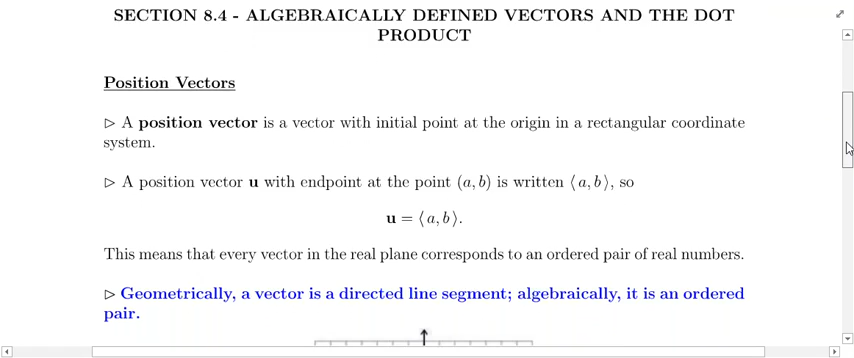 SECTION 8.4 - ALGEBRAICALLY DEFINED VECTORS AND THE DOT
PRODUCT
Position Vectors
▷ A position vector is a vector with initial point at the origin in a rectangular coordinate
system.
▷ A position vector u with endpoint at the point (a, b) is written ⟨a, b⟩, so
u = ⟨a, b⟩.
This means that every vector in the real plane corresponds to an ordered pair of real numbers.
▷ Geometrically, a vector is a directed line segment; algebraically, it is an ordered
pair.